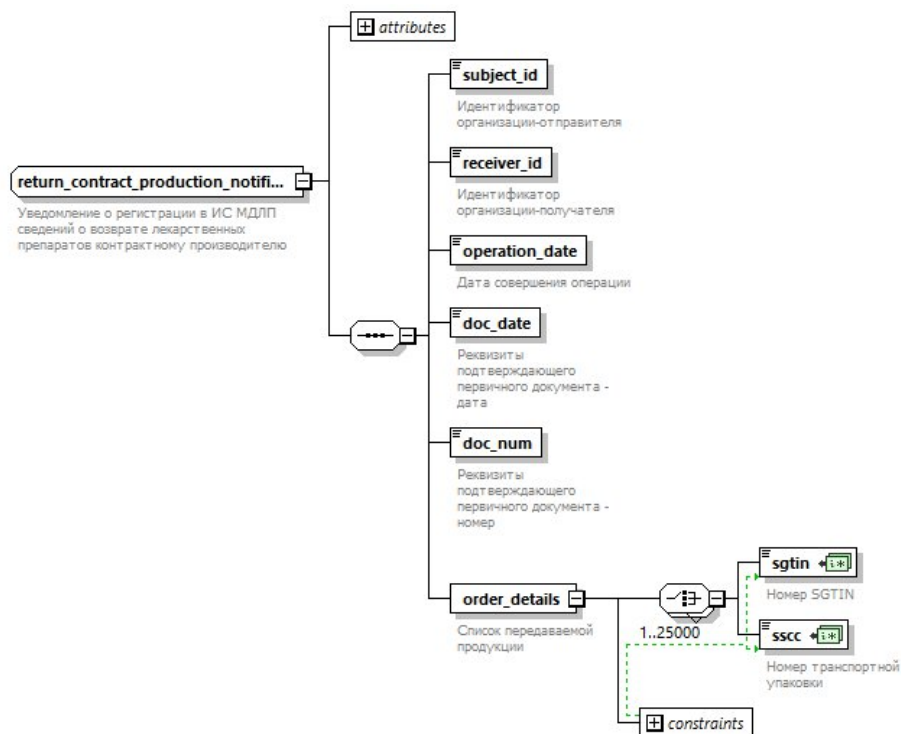 attributes
subject_id
Идентификатор
организации-отправителя
receiver_id
Идентификатор
организации-получателя
return_contract_production_notifi...
Уведомление о регистрации в ИС МДЛП
сведений о возврате лекарственных
препаратов контрактному производителю
operation_date
Дата совершения операции
doc_date
Реквизиты
подтверждающего
первичного документа -
дата
doc_num
Реквизиты
подтверждающего
первичного документа -
номер
order_details
Список передаваемой
продукции
1..25000
sgtin
Номер SGTIN
sscc
Номер транспортной
упаковки
constraints